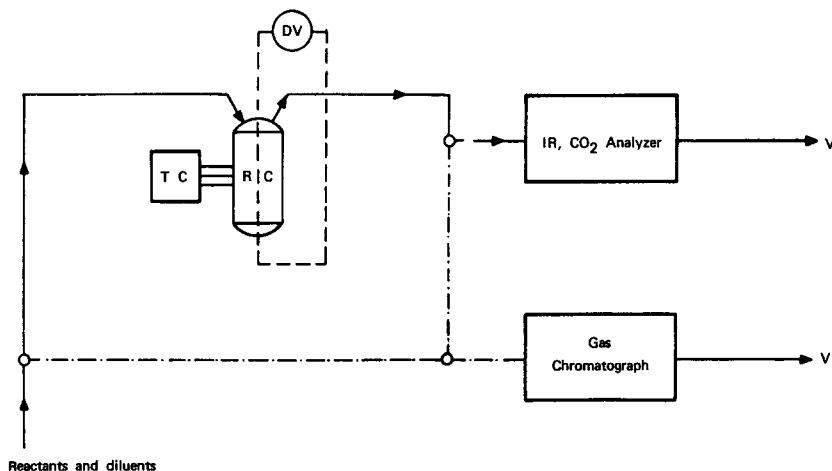 DV
T C
R C
IR, CO2 Analyzer
V
Gas
Chromatograph
V
Reactants and diluents